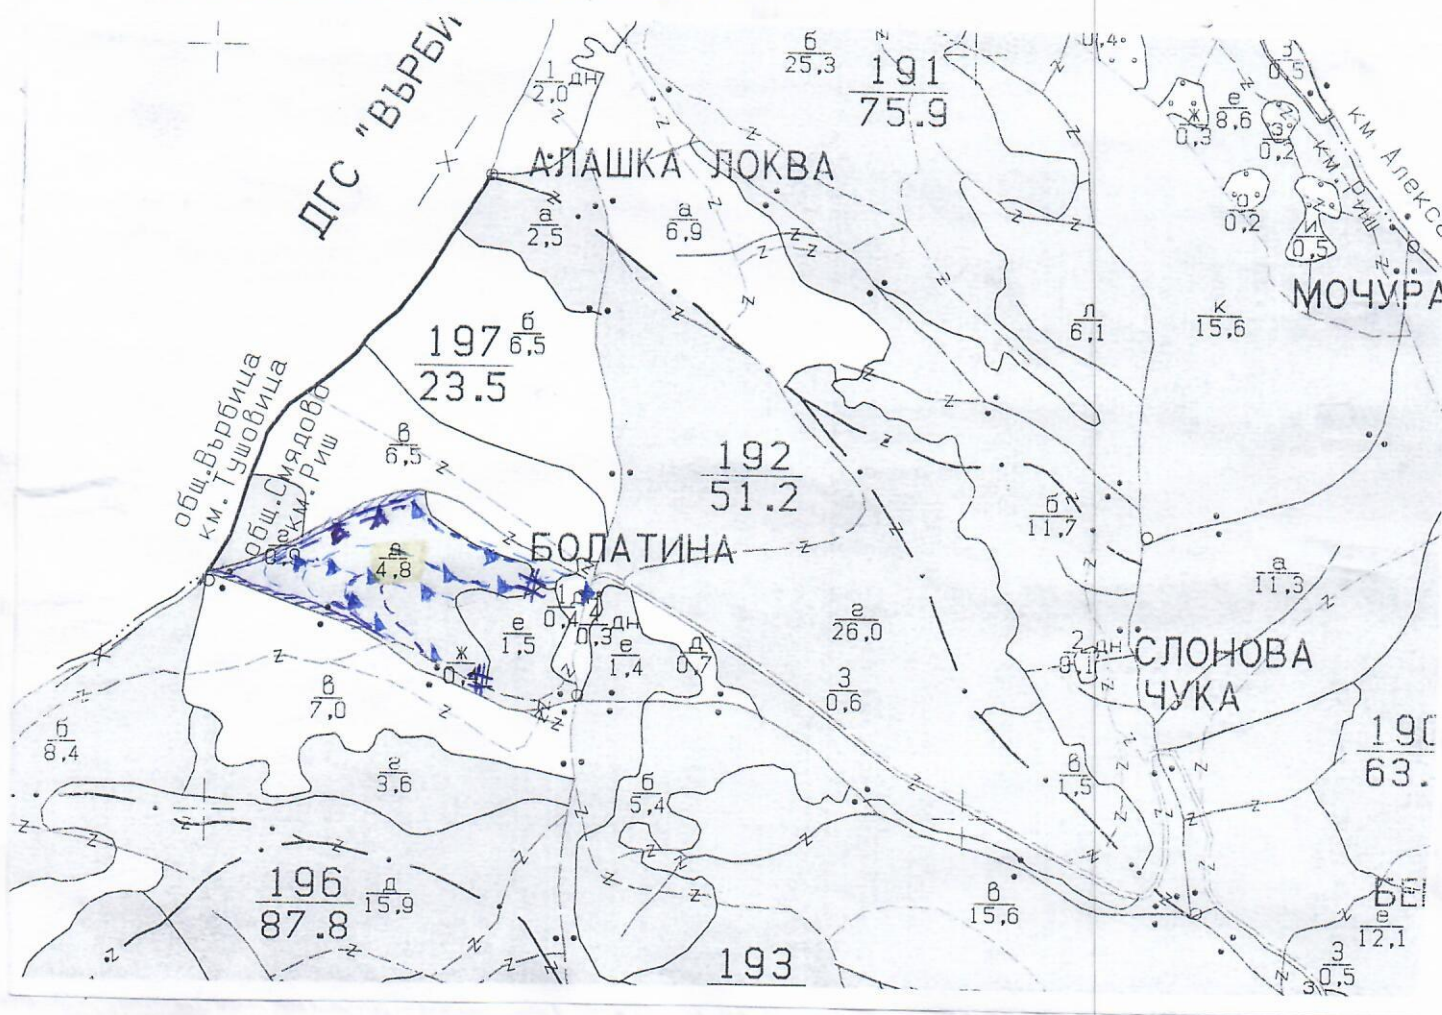 ДГС "ВЪРБИ
1 дн
2,0
б
25,3
191
75.9
0,4
З
0,5
ж
0,3
е
8,6
З
0,2
км. Алекс
км. Риш
0,2
и
0,5
АЛАШКА ЛОКВА
а
2,5
а
6,9
МОЧУРА
к
15,6
л
6,1
197
23.5
б
6,5
общ.Върбица
км. Тушовица
общ.Смядово
км. Риш
в
6,5
192
51.2
б
11,7
а
11,3
БОЛАТИНА
4,8
0,4
0,3
дн
е
1,5
е
1,4
д
0,7
г
26,0
З
0,6
2 дн
0,1
СЛОНОВА
ЧУКА
ж
0,4
в
7,0
б
8,4
г
3,6
б
5,4
в
1,5
190
63.
196
87.8
д
15,9
в
15,6
193
БЕ
е
12,1
З
0,5